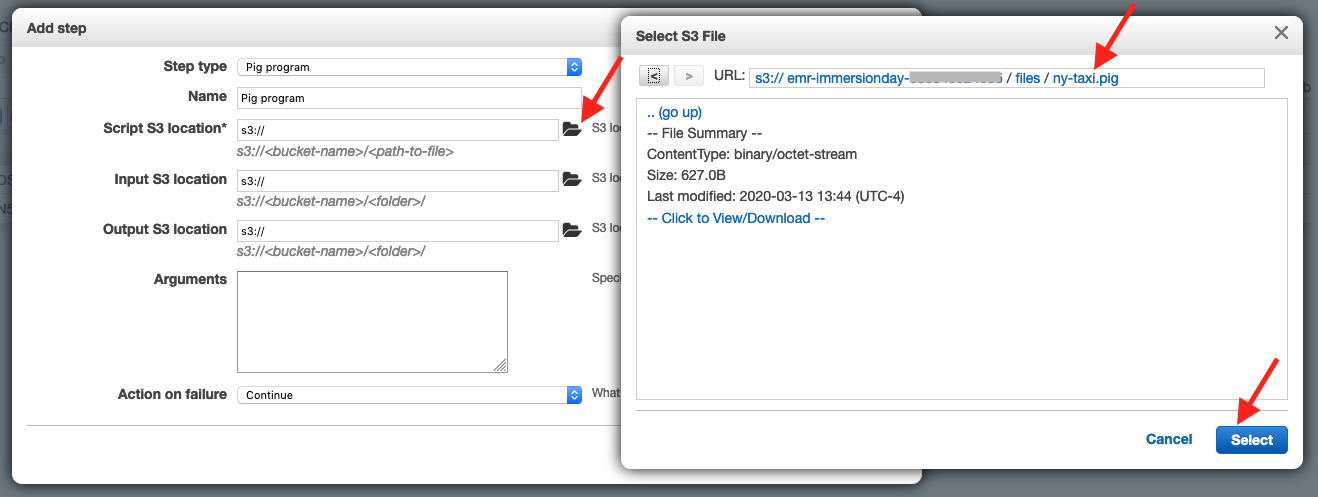 Add step
Step type Pig program
Name Pig program
Script S3 location* s3://
s3://<bucket-name>/<path-to-file>
Input S3 location s3://
s3://<bucket-name>/<folder>/
Output S3 location s3://
s3://<bucket-name>/<folder>/
Arguments
Action on failure Continue
S3 loc
S3 loc
S3 loc
Speci
What
Select S3 File
< >
URL: s3:// emr-immersionday- / files / ny-taxi.pig
.. (go up)
-- File Summary --
ContentType: binary/octet-stream
Size: 627.0B
Last modified: 2020-03-13 13:44 (UTC-4)
-- Click to View/Download --
Cancel Select